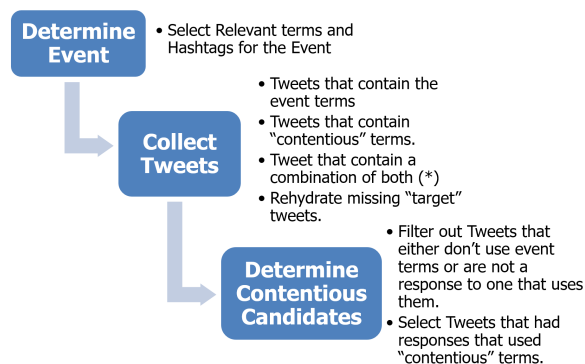 Determine
Event
• Select Relevant terms and
Hashtags for the Event
Collect
Tweets
• Tweets that contain the
event terms
• Tweets that contain
“contentious” terms.
• Tweet that contain a
combination of both (*)
• Rehydrate missing “target”
tweets.
Determine
Contentious
Candidates
• Filter out Tweets that
either don’t use event
terms or are not a
response to one that uses
them.
• Select Tweets that had
responses that used
“contentious” terms.